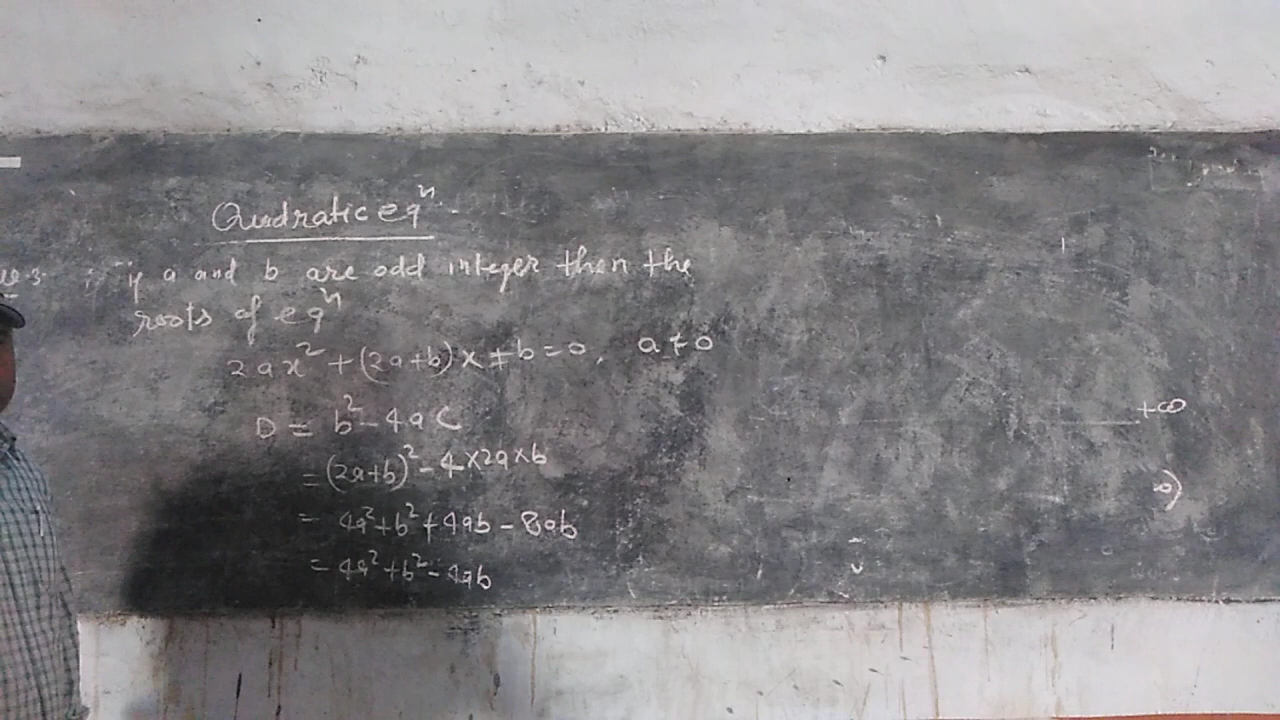 Quadratic eqⁿ.
if a and b are odd integer then the
roots of eqⁿ
2ax² + (2a+b)x + b = 0, a ≠ 0
D = b² - 4ac
= (2a+b)² - 4×2a×b
= 4a² + b² + 4ab - 8ab
= 4a² + b² - 4ab
+∞
∞)